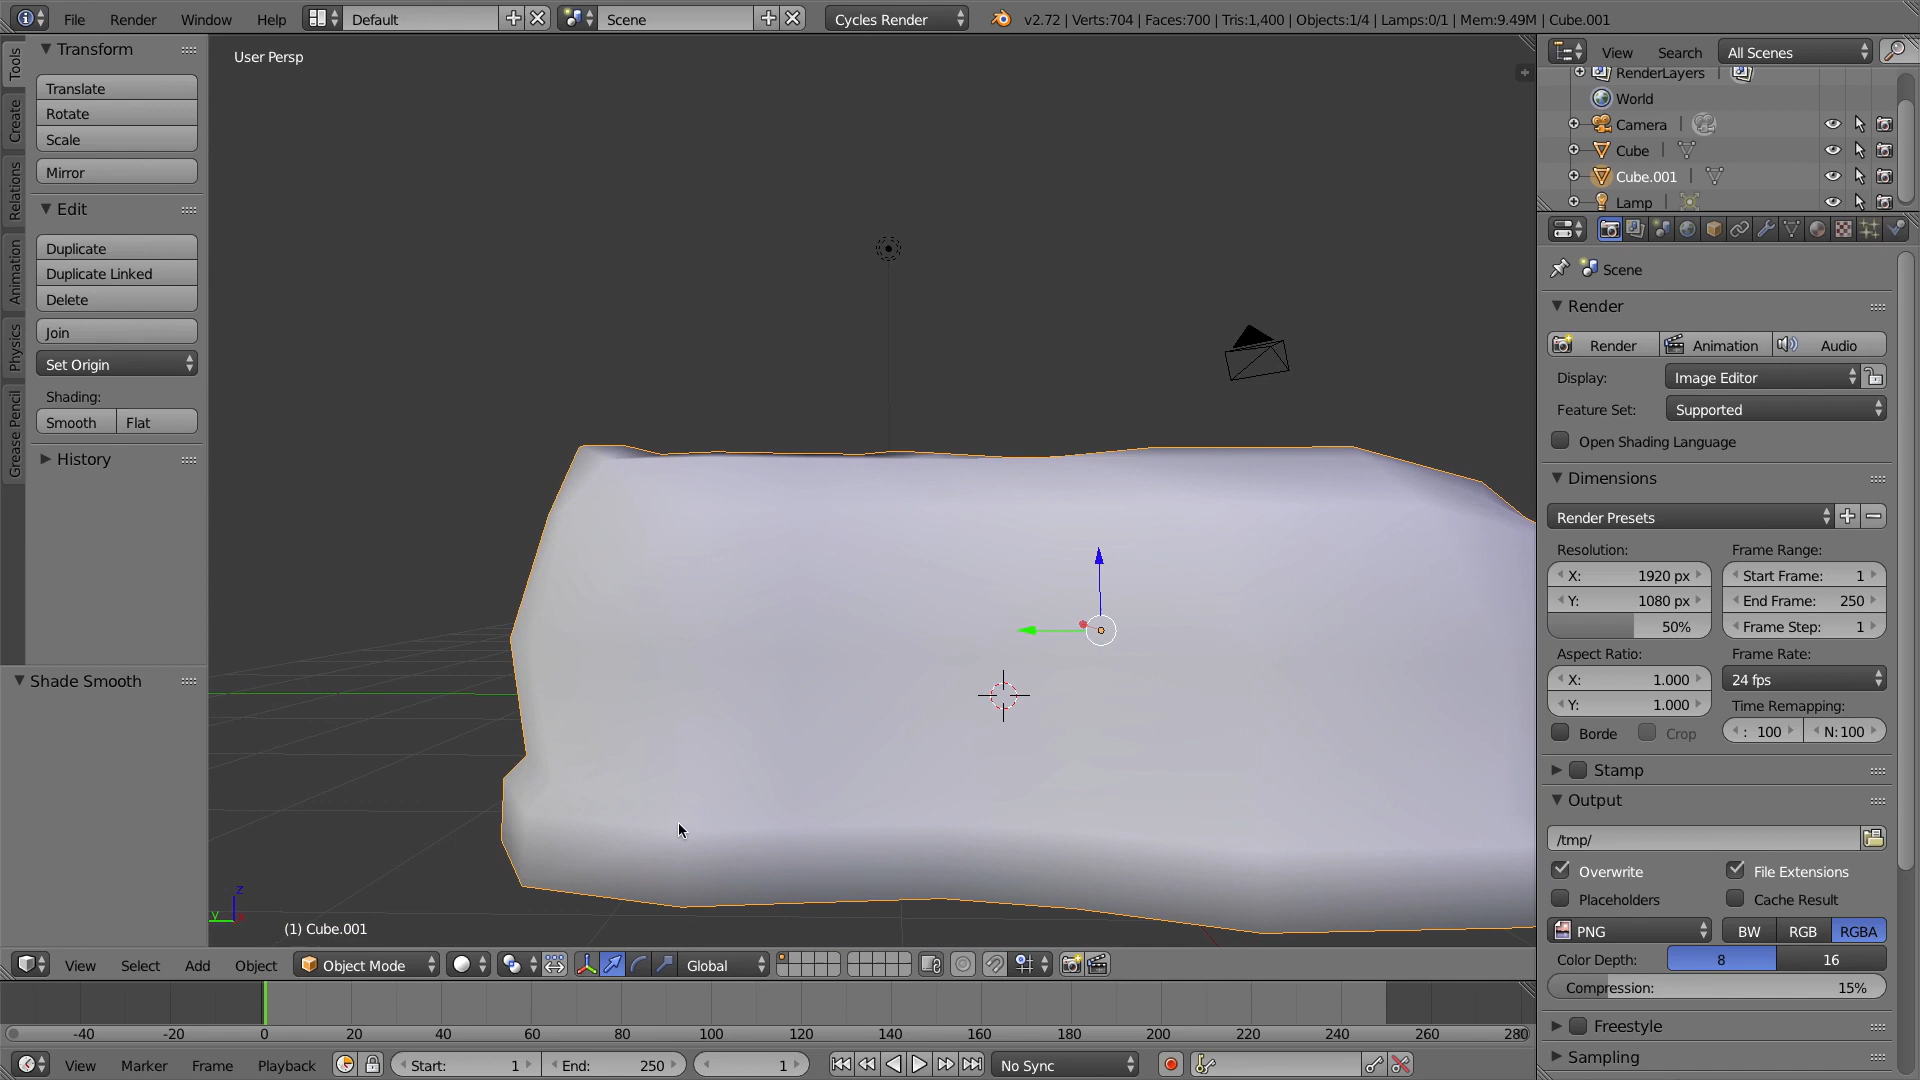 File Render Window Help Default Scene Cycles Render v2.72 | Verts:704 | Faces:700 | Tris:1,400 | Objects:1/4 | Lamps:0/1 | Mem:9.49M | Cube.001
Tools
Create
Relations
Animation
Physics
Grease Pencil
Transform
Translate
Rotate
Scale
Mirror
Edit
Duplicate
Duplicate Linked
Delete
Join
Set Origin
Shading:
Smooth Flat
History
Shade Smooth
User Persp
z
y
(1) Cube.001
View Select Add Object Object Mode Global
-40 -20 0 20 40 60 80 100 120 140 160 180 200 220 240 260 280
View Marker Frame Playback Start: 1 End: 250 1 No Sync
View Search All Scenes
RenderLayers |
World
Camera |
Cube |
Cube.001 |
Lamp |
Scene
Render
Render Animation Audio
Display: Image Editor
Feature Set: Supported
Open Shading Language
Dimensions
Render Presets
Resolution: Frame Range:
X: 1920 px Start Frame: 1
Y: 1080 px End Frame: 250
50% Frame Step: 1
Aspect Ratio: Frame Rate:
X: 1.000 24 fps
Y: 1.000 Time Remapping:
Borde Crop : 100 N:100
Stamp
Output
/tmp/
Overwrite File Extensions
Placeholders Cache Result
PNG BW RGB RGBA
Color Depth: 8 16
Compression: 15%
Freestyle
Sampling